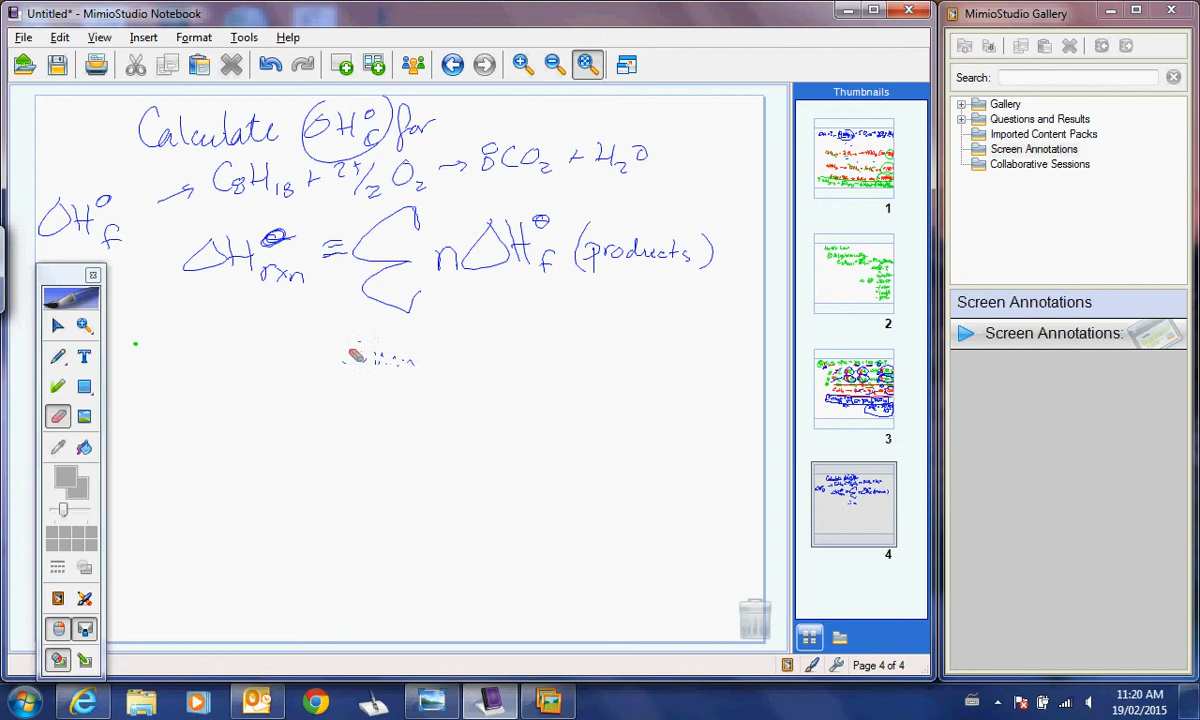 Untitled* - MimioStudio Notebook
File Edit View Insert Format Tools Help
Calculate (ΔH°c) for
→ C8H18 + 25/2 O2 → 8CO2 + H2O
ΔH°f
ΔH°rxn = Σ nΔH°f (products)
Thumbnails
1
2
3
4
Page 4 of 4
MimioStudio Gallery
Search:
Gallery
Questions and Results
Imported Content Packs
Screen Annotations
Collaborative Sessions
Screen Annotations
Screen Annotations:
11:20 AM
19/02/2015